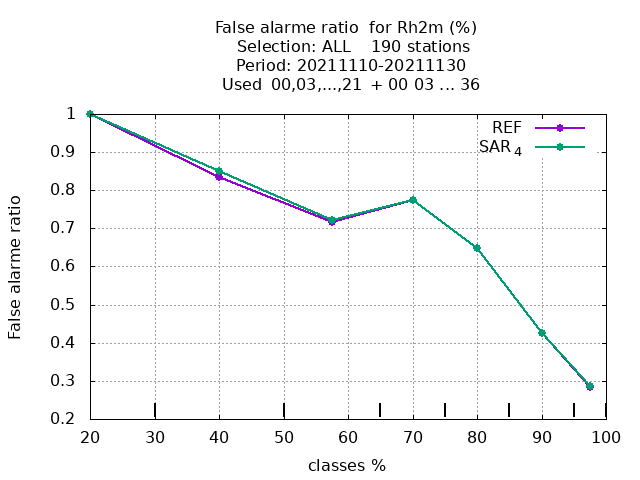 False alarme ratio  for Rh2m (%)
Selection: ALL    190 stations
Period: 20211110-20211130
Used  00,03,...,21  + 00 03 ... 36
1
0.9
0.8
0.7
0.6
0.5
0.4
0.3
0.2
False alarme ratio
REF
SAR 4
20 30 40 50 60 70 80 90 100
classes %